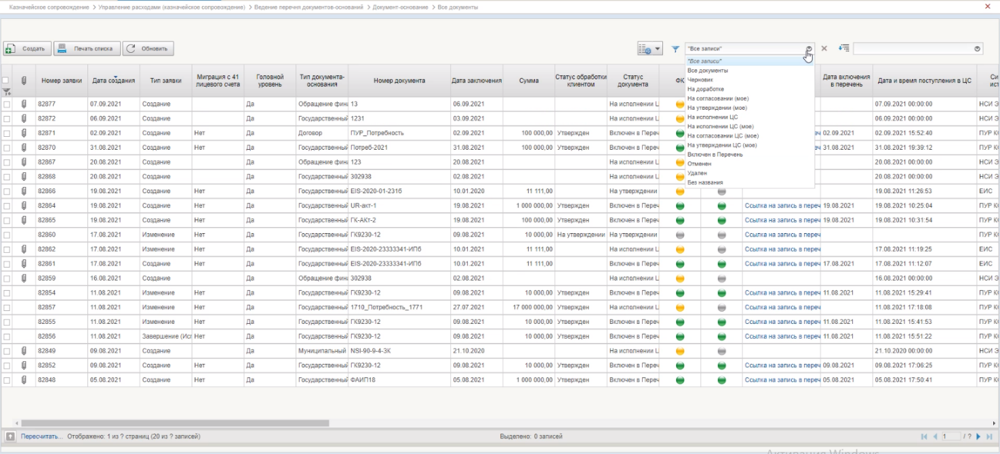 Казначейское сопровождение > Управление расходами (казначейское сопровождение) > Ведение перечня документов-оснований > Документ-основание > Все документы
Создать Печать списка Обновить "Все записи"
"Все записи"
Все документы
Черновик
На доработке
На согласовании (мое)
На утверждении (мое)
На исполнении ЦС
На исполнении ЦС (мое)
На согласовании ЦС (мое)
На утверждении ЦС (мое)
Включен в Перечень
Отменен
Удален
Без названия
Номер заявки Дата создания Тип заявки Миграция с 41 лицевого счета Головной уровень Тип документа-основания Номер документа Дата заключения Сумма Статус обработки клиентом Статус документа ФК Дата включения в перечень Дата и время поступления в ЦС Си ист
82877 07.09.2021 Создание Да Обращение фин 13 06.09.2021 На исполнении Ц 07.09.2021 00:00:00 НСИ Э
82872 06.09.2021 Создание Да Государственный 1231 03.09.2021 На исполнении Ц 06.09.2021 00:00:00 НСИ Э
82871 02.09.2021 Создание Нет Да Договор ПУР_Потребность 02.09.2021 100 000,00 Утвержден Включен в Переч 02.09.2021 02.09.2021 15:52:40 ПУР К
82870 31.08.2021 Создание Нет Да Государственный Потреб-2021 31.08.2021 100 000,00 Утвержден Включен в Переч 31.08.2021 31.08.2021 19:39:12 ПУР К
82867 20.08.2021 Создание Да Обращение фин 123 20.08.2021 На исполнении Ц 20.08.2021 00:00:00 НСИ Э
82868 20.08.2021 Создание Да Государственный 302938 02.08.2021 На исполнении Ц 20.08.2021 00:00:00 НСИ Э
82866 19.08.2021 Создание Нет Да Государственный EIS-2020-01-2316 10.01.2020 11 111,00 На утверждении 19.08.2021 11:26:53 ЕИС
82864 19.08.2021 Создание Нет Да Государственный UR-акт-1 19.08.2021 1 000 000,00 Утвержден Включен в Переч Ссылка на запись в переч 19.08.2021 19.08.2021 10:25:04 ПУР К
82865 19.08.2021 Создание Нет Да Государственный ГК-АКт-2 19.08.2021 100 000,00 Утвержден Включен в Переч Ссылка на запись в переч 19.08.2021 19.08.2021 10:31:54 ПУР К
82860 17.08.2021 Изменение Нет Да Государственный ГК9230-12 09.08.2021 10 000,00 На утверждении На утверждении Ссылка на запись в переч ПУР К
82862 17.08.2021 Изменение Нет Да Государственный EIS-2020-23333341-ИП6 10.01.2021 11 111,00 На исполнении Ц Ссылка на запись в переч 17.08.2021 11:19:25 ЕИС
82861 17.08.2021 Создание Нет Да Государственный EIS-2020-23333341-ИП6 10.01.2021 11 111,00 Включен в Переч Ссылка на запись в переч 17.08.2021 17.08.2021 11:12:07 ЕИС
82859 16.08.2021 Создание Да Обращение фин 302938 02.08.2021 На исполнении Ц 16.08.2021 00:00:00 НСИ Э
82854 11.08.2021 Изменение Нет Да Государственный ГК9230-12 09.08.2021 10 000,00 Утвержден Включен в Переч Ссылка на запись в переч 11.08.2021 11.08.2021 15:29:41 ПУР К
82857 11.08.2021 Изменение Нет Да Государственный 1710_Потребность_1771 27.07.2021 17 000 000,00 Утвержден На исполнении Ц Ссылка на запись в переч 11.08.2021 17:18:08 ПУР К
82855 11.08.2021 Изменение Нет Да Государственный ГК9230-12 09.08.2021 10 000,00 Утвержден Включен в Переч Ссылка на запись в переч 11.08.2021 11.08.2021 15:41:53 ПУР К
82856 11.08.2021 Завершение (Исп Нет Да Государственный ГК9230-12 09.08.2021 10 000,00 Утвержден Включен в Переч Ссылка на запись в переч 11.08.2021 11.08.2021 15:51:22 ПУР К
82849 09.08.2021 Создание Да Муниципальный NSI-90-9-4-ЗК 21.10.2020 На исполнении Ц 21.10.2020 00:00:00 НСИ Э
82852 09.08.2021 Создание Нет Да Государственный ГК9230-12 09.08.2021 10 000,00 Утвержден Включен в Переч Ссылка на запись в переч 09.08.2021 09.08.2021 17:06:25 ПУР К
82848 05.08.2021 Создание Нет Да Государственный ФАИП18 05.08.2021 1 000 000,00 Утвержден Включен в Переч Ссылка на запись в переч 05.08.2021 05.08.2021 17:50:41 ПУР К
Пересчитать... Отображено: 1 из ? страниц (20 из ? записей) Выделено: 0 записей 1 / ?
Активация Windows